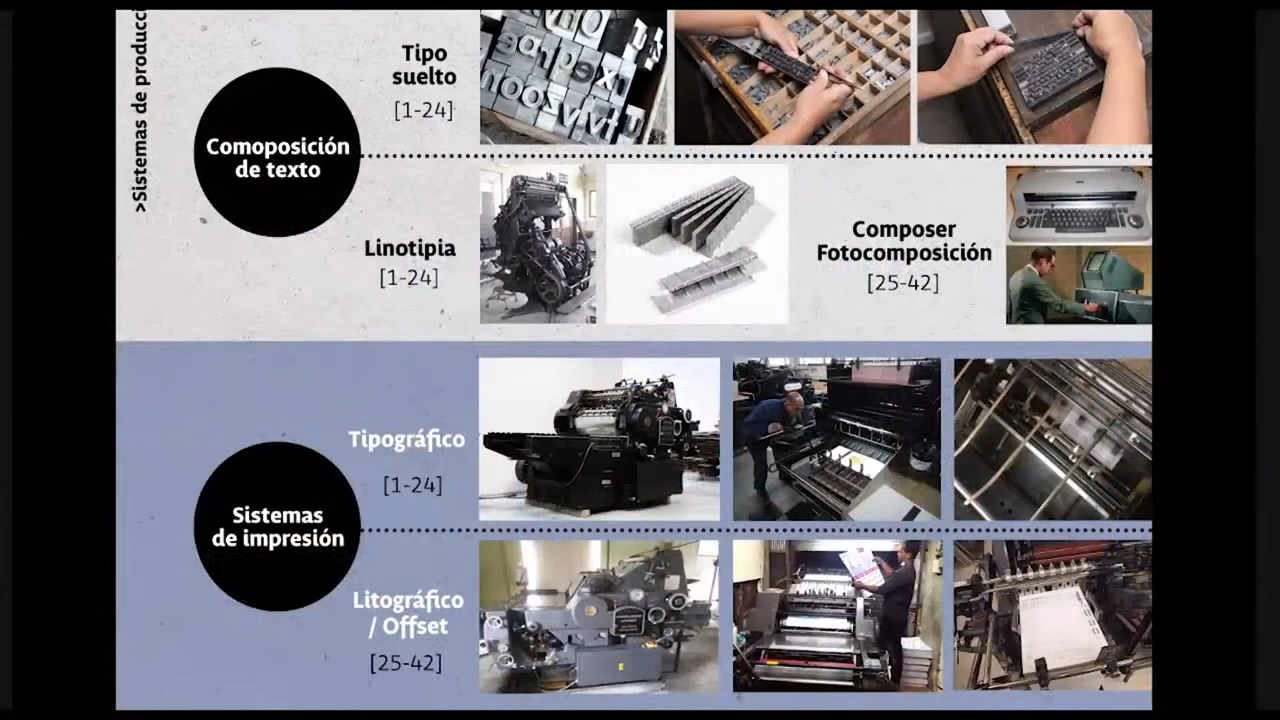 >Sistemas de producci
Comoposición
de texto
Tipo
suelto
[1-24]
Linotipia
[1-24]
Composer
Fotocomposición
[25-42]
Sistemas
de impresión
Tipográfico
[1-24]
Litográfico
/ Offset
[25-42]